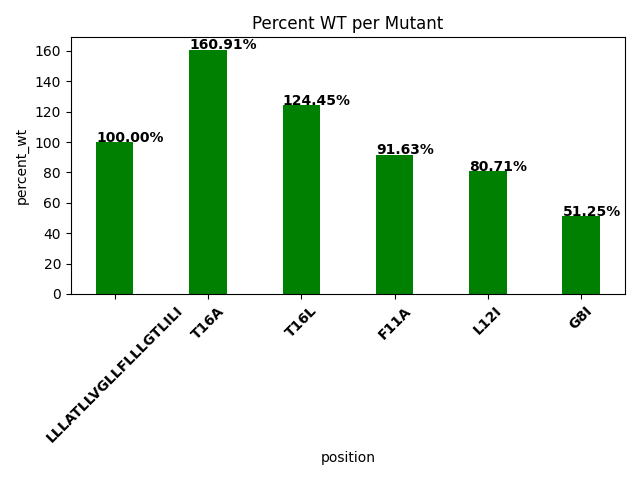 Percent WT per Mutant
percent_wt
160
140
120
100
80
60
40
20
0
100.00%
160.91%
124.45%
91.63%
80.71%
51.25%
LLLATLLVGLLFLLLGTLILI
T16A
T16L
F11A
L12I
G8I
position